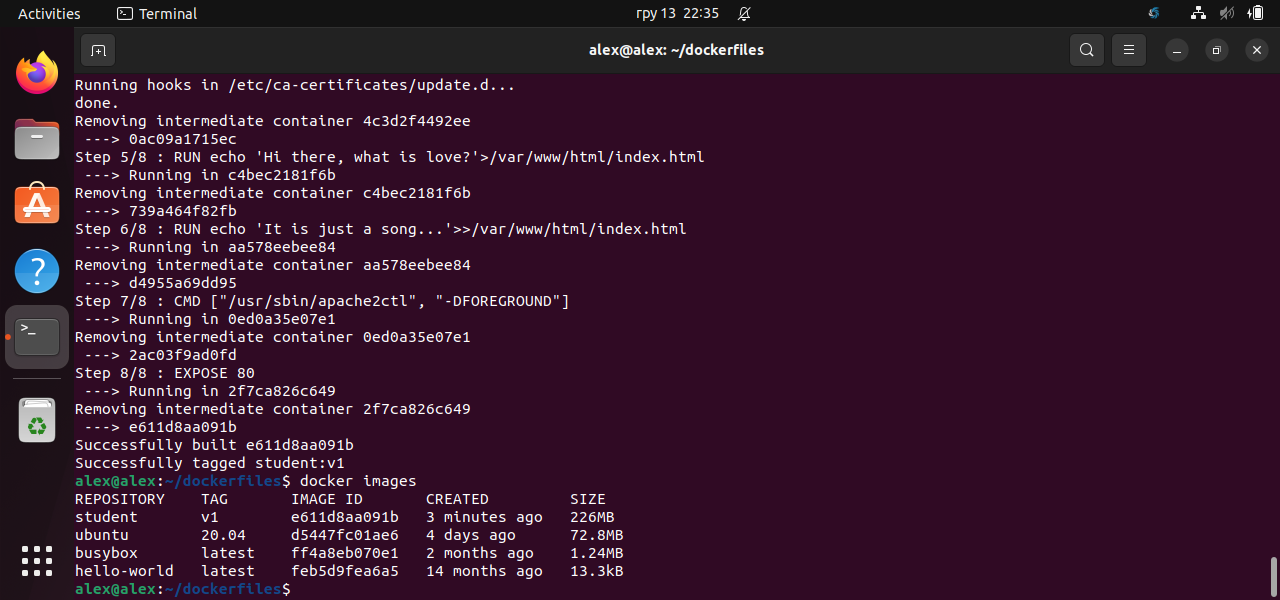 Activities Terminal гру 13 22:35
alex@alex: ~/dockerfiles
Running hooks in /etc/ca-certificates/update.d...
done.
Removing intermediate container 4c3d2f4492ee
 ---> 0ac09a1715ec
Step 5/8 : RUN echo 'Hi there, what is love?'>/var/www/html/index.html
 ---> Running in c4bec2181f6b
Removing intermediate container c4bec2181f6b
 ---> 739a464f82fb
Step 6/8 : RUN echo 'It is just a song...'>>/var/www/html/index.html
 ---> Running in aa578eebee84
Removing intermediate container aa578eebee84
 ---> d4955a69dd95
Step 7/8 : CMD ["/usr/sbin/apache2ctl", "-DFOREGROUND"]
 ---> Running in 0ed0a35e07e1
Removing intermediate container 0ed0a35e07e1
 ---> 2ac03f9ad0fd
Step 8/8 : EXPOSE 80
 ---> Running in 2f7ca826c649
Removing intermediate container 2f7ca826c649
 ---> e611d8aa091b
Successfully built e611d8aa091b
Successfully tagged student:v1
alex@alex:~/dockerfiles$ docker images
REPOSITORY    TAG       IMAGE ID       CREATED         SIZE
student       v1        e611d8aa091b   3 minutes ago   226MB
ubuntu        20.04     d5447fc01ae6   4 days ago      72.8MB
busybox       latest    ff4a8eb070e1   2 months ago    1.24MB
hello-world   latest    feb5d9fea6a5   14 months ago   13.3kB
alex@alex:~/dockerfiles$